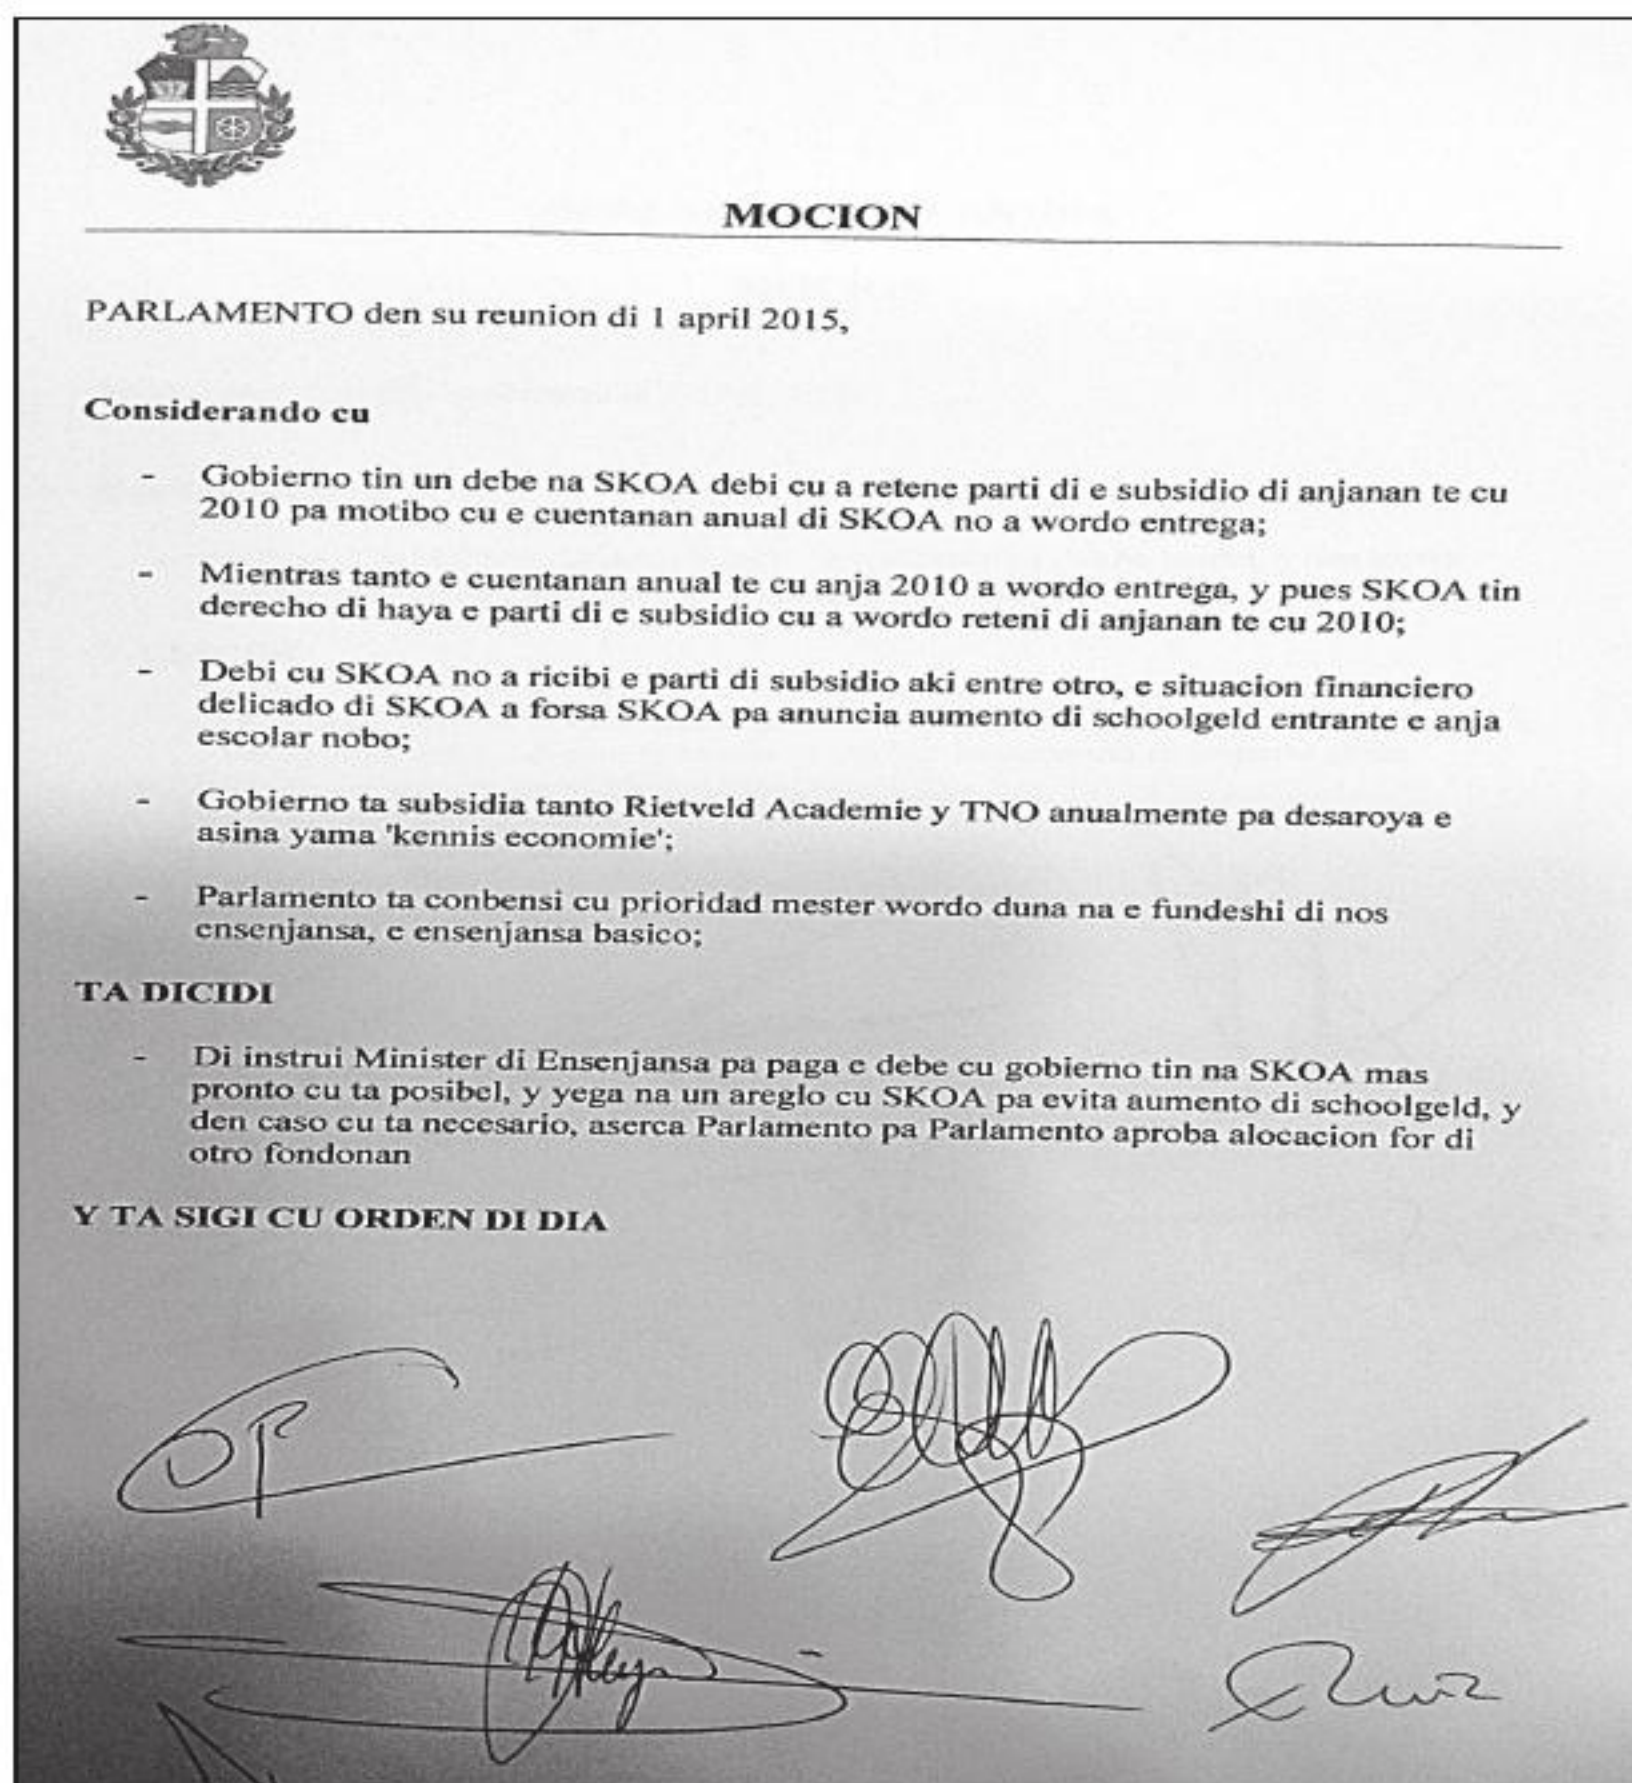 MOCION
PARLAMENTO den su reunion di 1 april 2015,
Considerando cu
- Gobierno tin un debe na SKOA debi cu a retene parti di e subsidio di anjanan te cu
2010 pa motibo cu e cuentanan anual di SKOA no a wordo entrega;
- Mientras tanto e cuentanan anual te cu anja 2010 a wordo entrega, y pues SKOA tin
derecho di haya e parti di e subsidio cu a wordo reteni di anjanan te cu 2010;
- Debi cu SKOA no a ricibi e parti di subsidio aki entre otro, e situacion financiero
delicado di SKOA a forsa SKOA pa anuncia aumento di schoolgeld entrante e anja
escolar nobo;
- Gobierno ta subsidia tanto Rietveld Academie y TNO anualmente pa desaroya e
asina yama 'kennis economie';
- Parlamento ta conbensi cu prioridad mester wordo duna na e fundeshi di nos
ensenjansa, e ensenjansa basico;
TA DICIDI
- Di instrui Minister di Ensenjansa pa paga e debe cu gobierno tin na SKOA mas
pronto cu ta posibel, y yega na un areglo cu SKOA pa evita aumento di schoolgeld, y
den caso cu ta necesario, aserca Parlamento pa Parlamento aproba alocacion for di
otro fondonan
Y TA SIGI CU ORDEN DI DIA